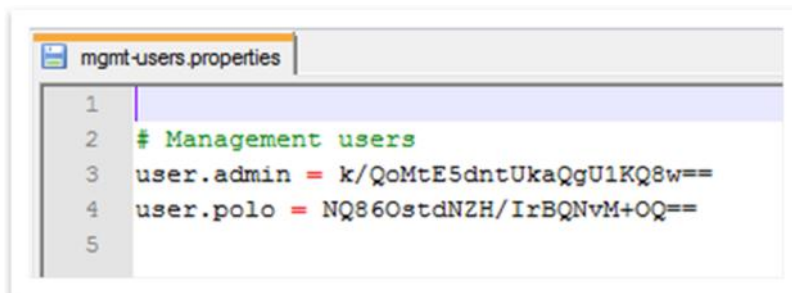 mgmt-users.properties
1
2 # Management users
3 user.admin = k/QoMtE5dntUkaQgU1KQ8w==
4 user.polo = NQ86OstdNZH/IrBQNvM+OQ==
5